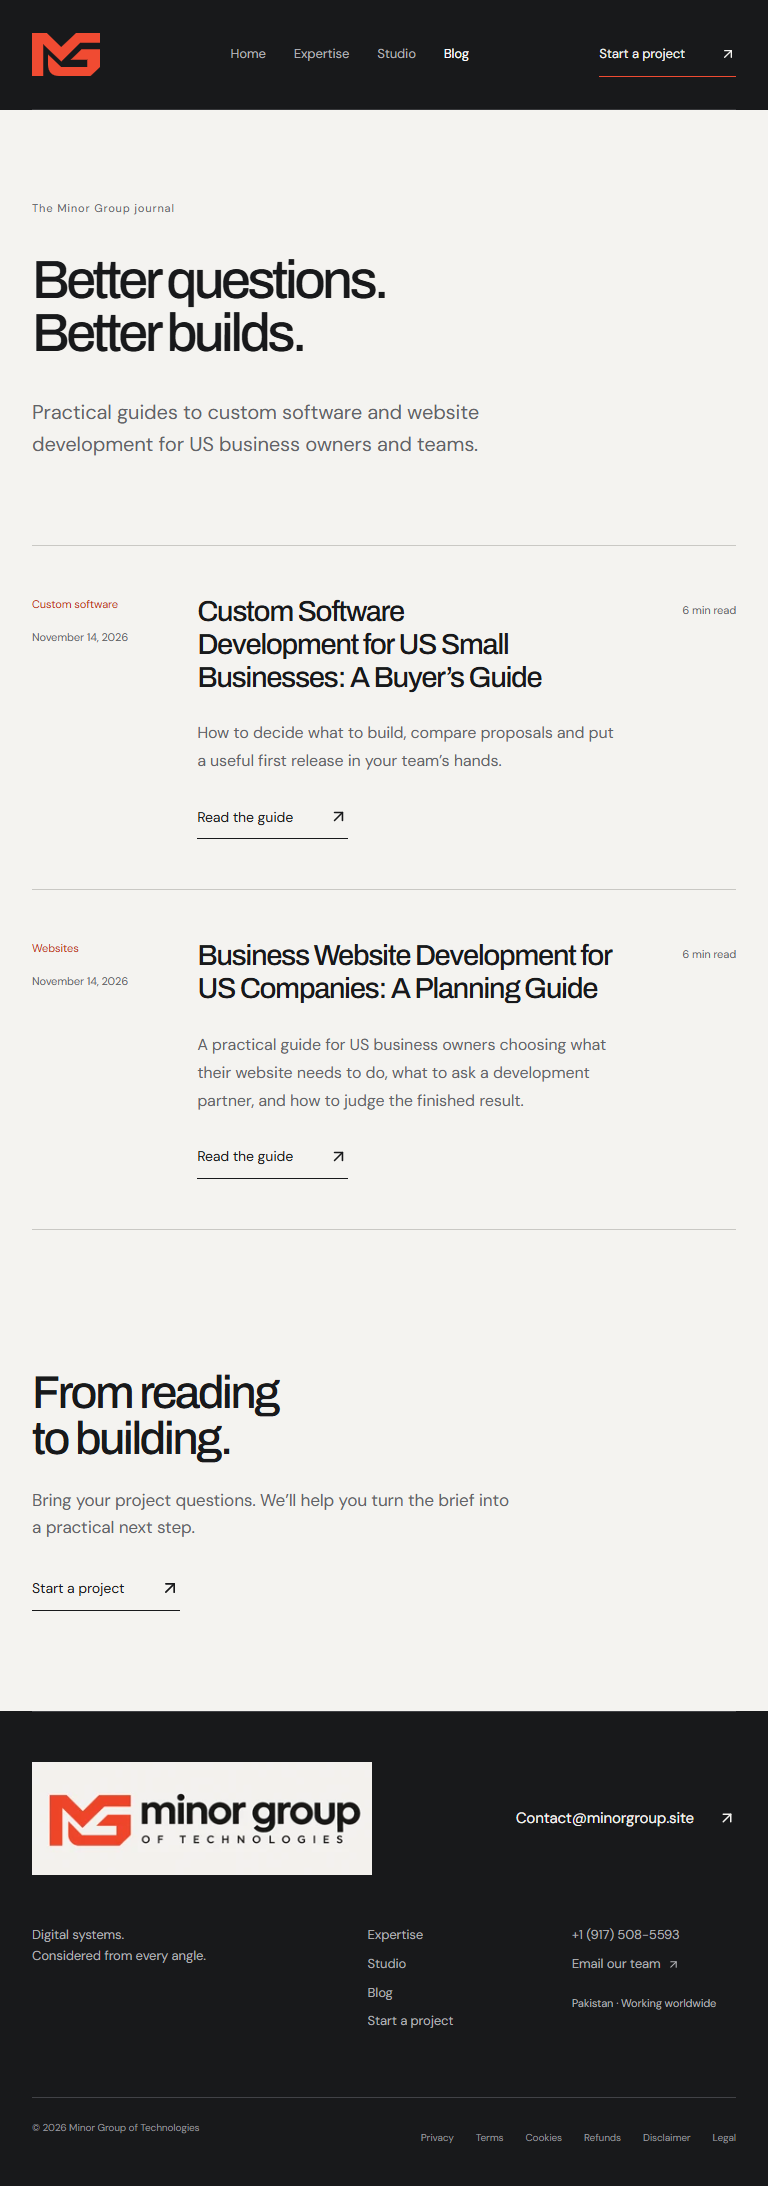 Home Expertise Studio Blog Start a project
The Minor Group journal
Better questions.
Better builds.
Practical guides to custom software and website
development for US business owners and teams.
Custom software
November 14, 2026
Custom Software
Development for US Small
Businesses: A Buyer’s Guide
6 min read
How to decide what to build, compare proposals and put
a useful first release in your team’s hands.
Read the guide
Websites
November 14, 2026
Business Website Development for
US Companies: A Planning Guide
6 min read
A practical guide for US business owners choosing what
their website needs to do, what to ask a development
partner, and how to judge the finished result.
Read the guide
From reading
to building.
Bring your project questions. We’ll help you turn the brief into
a practical next step.
Start a project
minor group
OF TECHNOLOGIES
Contact@minorgroup.site
Digital systems.
Considered from every angle.
Expertise
Studio
Blog
Start a project
+1 (917) 508-5593
Email our team
Pakistan · Working worldwide
© 2026 Minor Group of Technologies
Privacy Terms Cookies Refunds Disclaimer Legal